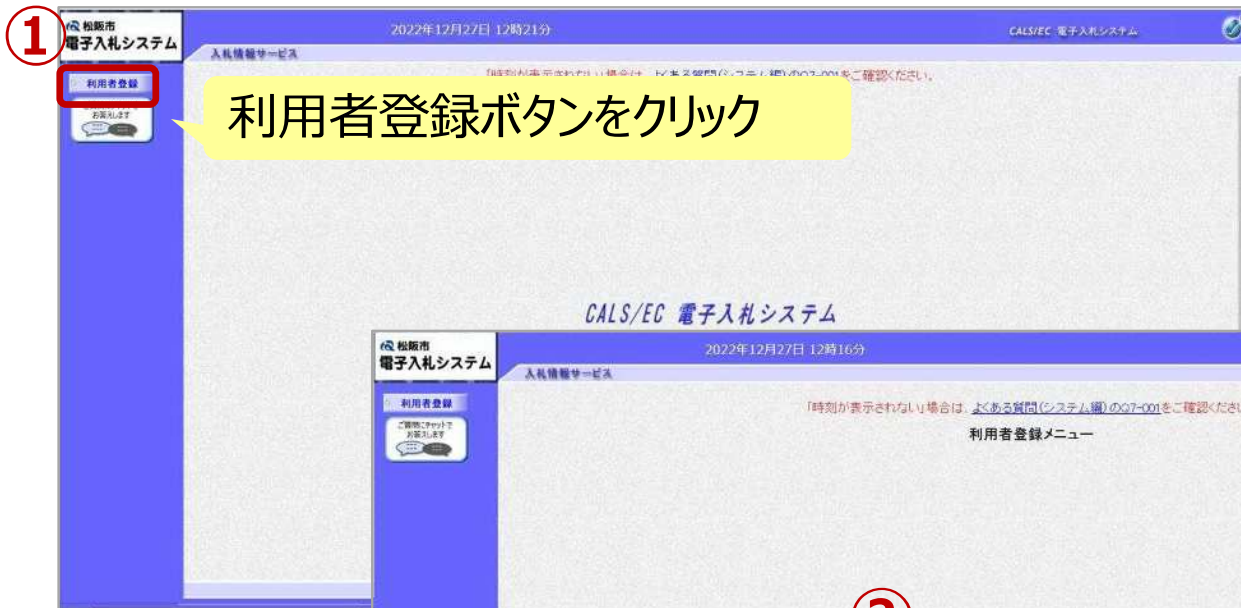 ①
松阪市
電子入札システム
2022年12月27日 12時21分
CALS/EC 電子入札システム
入札情報サービス
利用者登録
お答えします
をご確認ください。
利用者登録ボタンをクリック
CALS/EC 電子入札システム
松阪市
電子入札システム
2022年12月27日 12時16分
入札情報サービス
利用者登録
ご質問にチャットで
お答えします
「時刻が表示されない」場合は、よくある質問(システム編)のQ7-001をご確認くださ
利用者登録メニュー